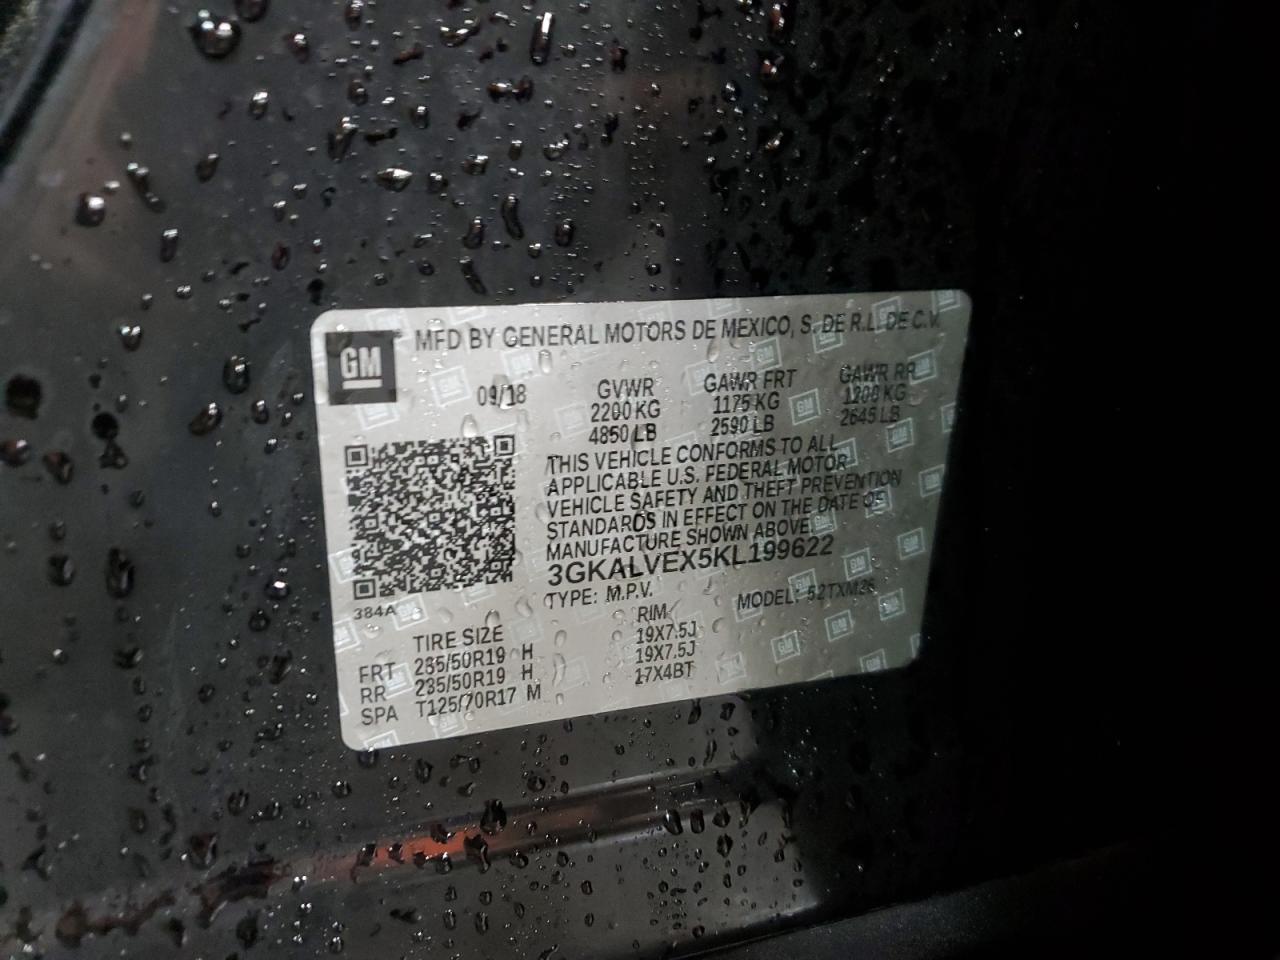 GM
MFD BY GENERAL MOTORS DE MEXICO, S. DE R.L. DE C.V.
09/18
GVWR GAWR FRT GAWR RR
2200 KG 1175 KG 1200 KG
4850 LB 2590 LB 2645 LB
THIS VEHICLE CONFORMS TO ALL
APPLICABLE U.S. FEDERAL MOTOR
VEHICLE SAFETY AND THEFT PREVENTION
STANDARDS IN EFFECT ON THE DATE OF
MANUFACTURE SHOWN ABOVE.
3GKALVEX5KL199622
TYPE: M.P.V. MODEL: 52TXM26
384A
TIRE SIZE RIM
FRT 235/50R19 H 19X7.5J
RR 235/50R19 H 19X7.5J
SPA T125/70R17 M 17X4BT